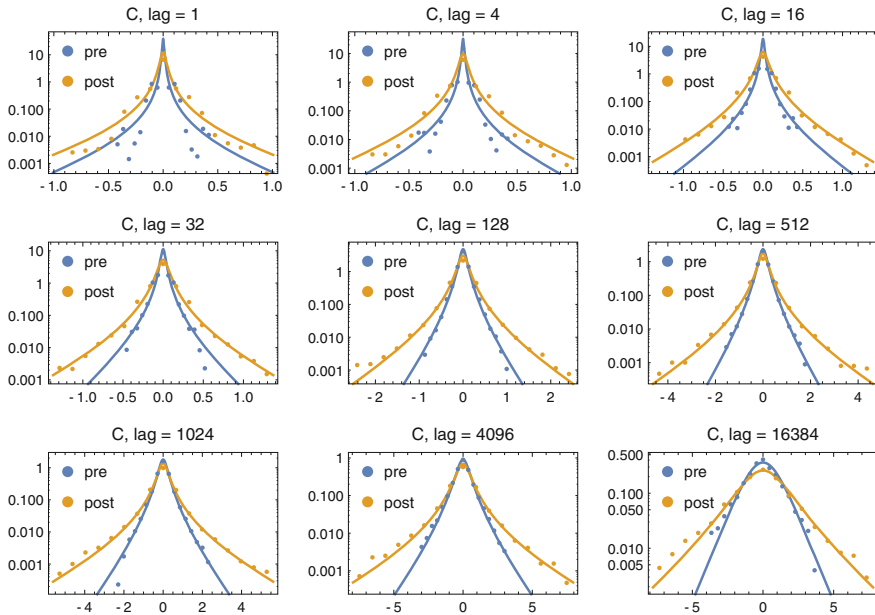 C, lag = 1
C, lag = 4
C, lag = 16
10
1
0.100
0.010
0.001
pre
post
-1.0 -0.5 0.0 0.5 1.0
10
1
0.100
0.010
0.001
pre
post
-1.0 -0.5 0.0 0.5 1.0
10
1
0.100
0.010
0.001
pre
post
-1.0 -0.5 0.0 0.5 1.0
C, lag = 32
C, lag = 128
C, lag = 512
10
1
0.100
0.010
0.001
pre
post
-1.0 -0.5 0.0 0.5 1.0
1
0.100
0.010
0.001
pre
post
-2 -1 0 1 2
1
0.100
0.010
0.001
pre
post
-4 -2 0 2 4
C, lag = 1024
C, lag = 4096
C, lag = 16384
1
0.100
0.010
0.001
pre
post
-4 -2 0 2 4
1
0.100
0.010
0.001
pre
post
-5 0 5
0.500
0.100
0.050
0.010
0.005
pre
post
-5 0 5